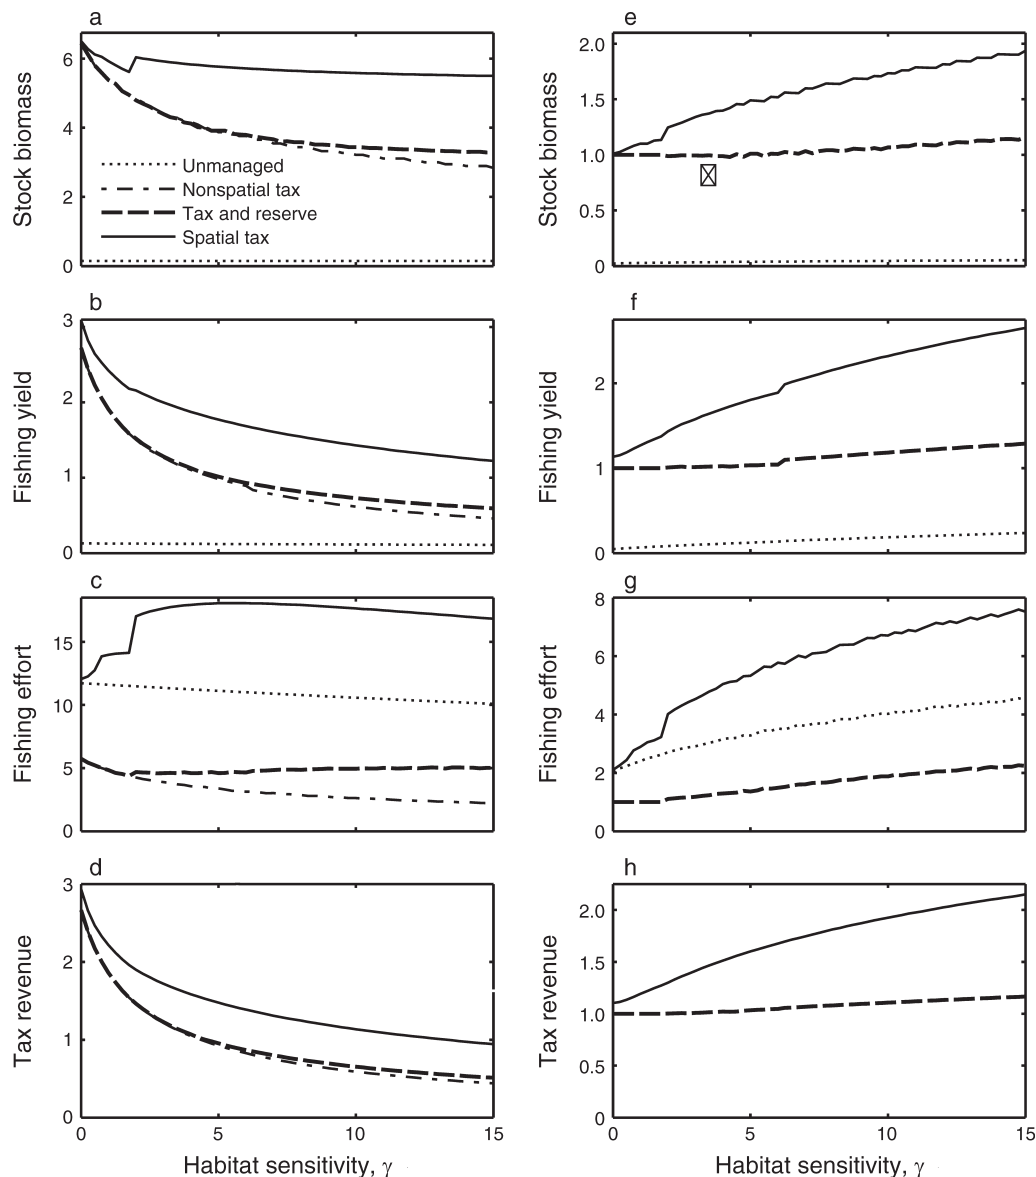 a
Stock biomass
6
4
2
0
Unmanaged
Nonspatial tax
Tax and reserve
Spatial tax
b
Fishing yield
3
2
1
0
c
Fishing effort
15
10
5
0
d
Tax revenue
3
2
1
0
0 5 10 15
Habitat sensitivity, γ
e
Stock biomass
2.0
1.5
1.0
0.5
0
f
Fishing yield
2
1
0
g
Fishing effort
8
6
4
2
0
h
Tax revenue
2.0
1.5
1.0
0.5
0
0 5 10 15
Habitat sensitivity, γ